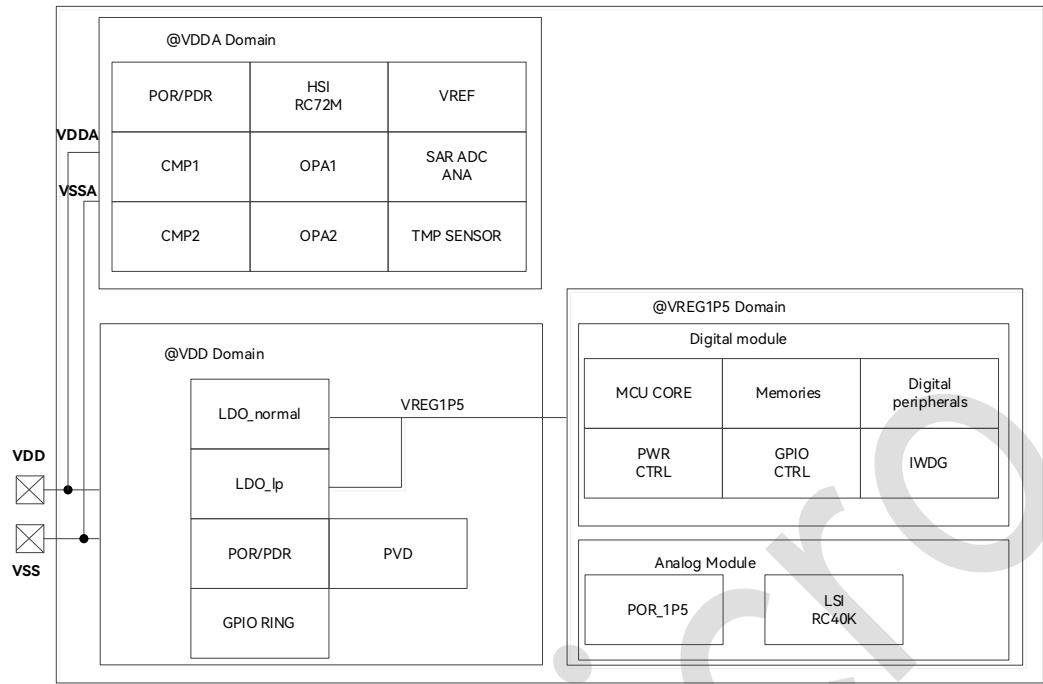 @VDDA Domain
POR/PDR
HSI
RC72M
VREF
VDDA
CMP1
OPA1
SAR ADC
ANA
VSSA
CMP2
OPA2
TMP SENSOR
@VDD Domain
LDO_normal
VREG1P5
LDO_lp
POR/PDR
PVD
GPIO RING
VDD
VSS
@VREG1P5 Domain
Digital module
MCU CORE
Memories
Digital
peripherals
PWR
CTRL
GPIO
CTRL
IWDG
Analog Module
POR_1P5
LSI
RC40K